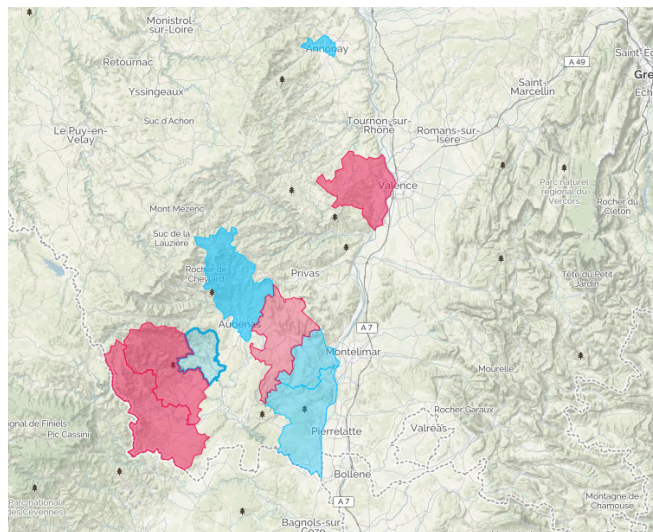 Monistrol-
sur-Loire
Annonay
Retournac
A 49
Saint-E
Gre
Saint-
Marcellin
Éch
Yssingeaux
Suc d'Achon
Tournon-sur-
Rhône
Romans-sur-
Isère
Le Puy-en-
Velay
Valence
Parc naturel
régional du
Vercors
Rocher du
Cléton
Mont Mézenc
Suc de la
Lauzière
Rocher de
Cheylard
Privas
Tête du Petit
Jardin
Aubenas
A 7
Montélimar
Mourelle
Rocher Garaux
Signal de Finiels
Pic Cassini
Pierrelatte
Valréas
Bollène
Parc national
des Cévennes
A 7
Montagne de
Chamouse
Bagnols-sur-
Cèze